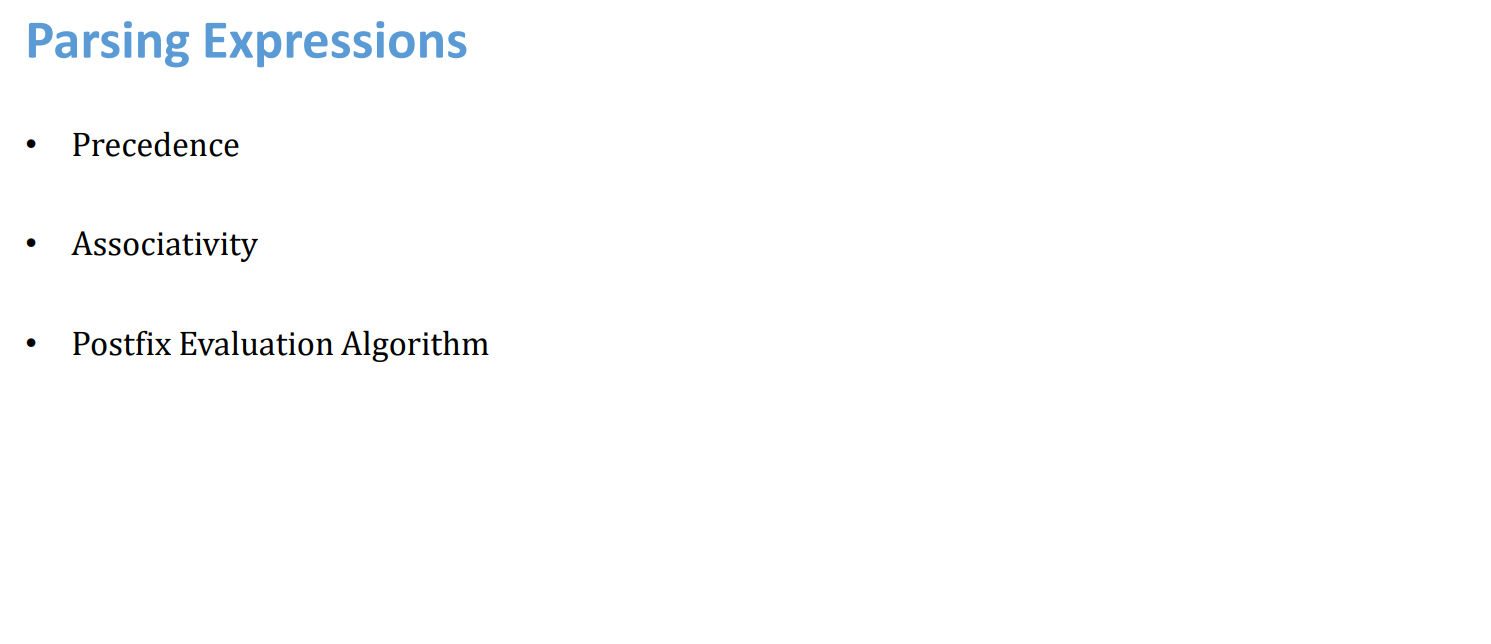 Parsing Expressions
• Precedence
• Associativity
• Postfix Evaluation Algorithm